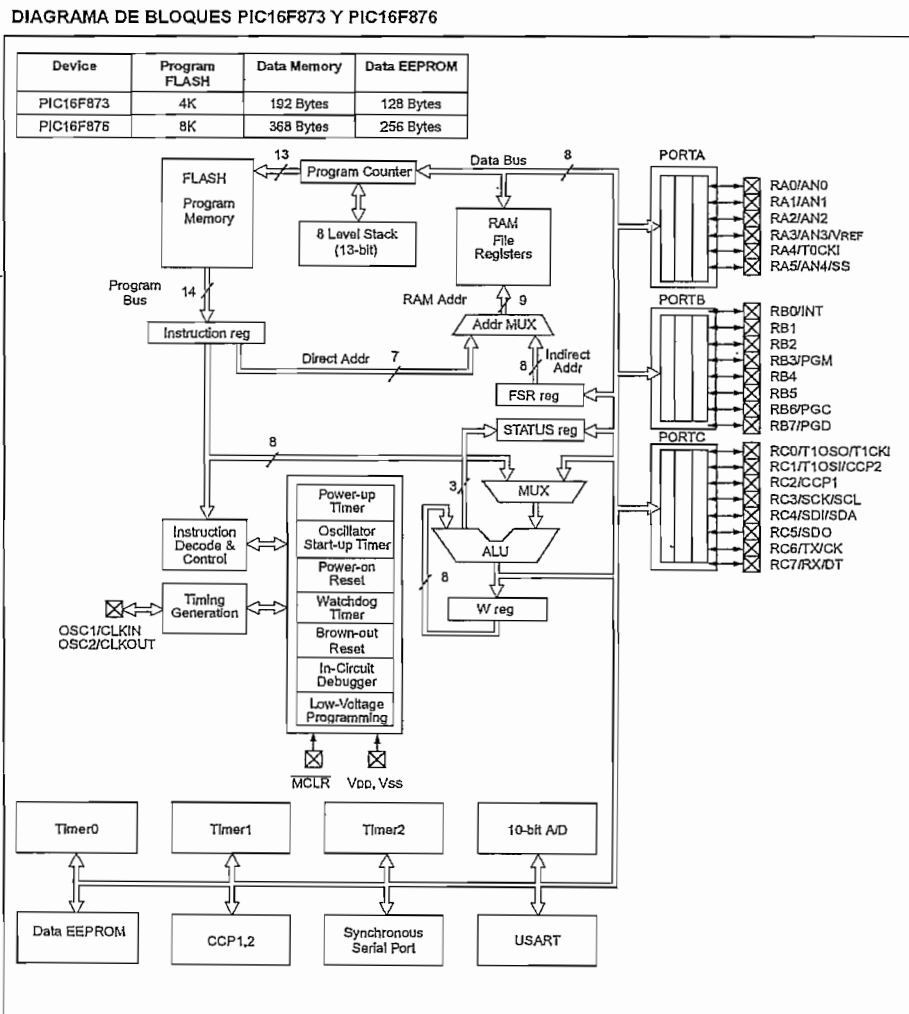 DIAGRAMA DE BLOQUES PIC16F873 Y PIC16F876
Device Program FLASH Data Memory Data EEPROM
PIC16F873 4K 192 Bytes 128 Bytes
PIC16F876 8K 368 Bytes 256 Bytes
FLASH
Program
Memory
13
Program Counter
Data Bus
8
8 Level Stack
(13-bit)
RAM
File
Registers
Program
Bus
14
RAM Addr
9
Instruction reg
Addr MUX
Direct Addr
7
8
Indirect
Addr
FSR reg
STATUS reg
8
3
MUX
ALU
8
W reg
Instruction
Decode &
Control
Timing
Generation
OSC1/CLKIN
OSC2/CLKOUT
Power-up
Timer
Oscillator
Start-up Timer
Power-on
Reset
Watchdog
Timer
Brown-out
Reset
In-Circuit
Debugger
Low-Voltage
Programming
MCLR
VDD, VSS
PORTA
RA0/AN0
RA1/AN1
RA2/AN2
RA3/AN3/VREF
RA4/T0CKI
RA5/AN4/SS
PORTB
RB0/INT
RB1
RB2
RB3/PGM
RB4
RB5
RB6/PGC
RB7/PGD
PORTC
RC0/T1OSO/T1CKI
RC1/T1OSI/CCP2
RC2/CCP1
RC3/SCK/SCL
RC4/SDI/SDA
RC5/SDO
RC6/TX/CK
RC7/RX/DT
Timer0
Timer1
Timer2
10-bit A/D
Data EEPROM
CCP1,2
Synchronous
Serial Port
USART